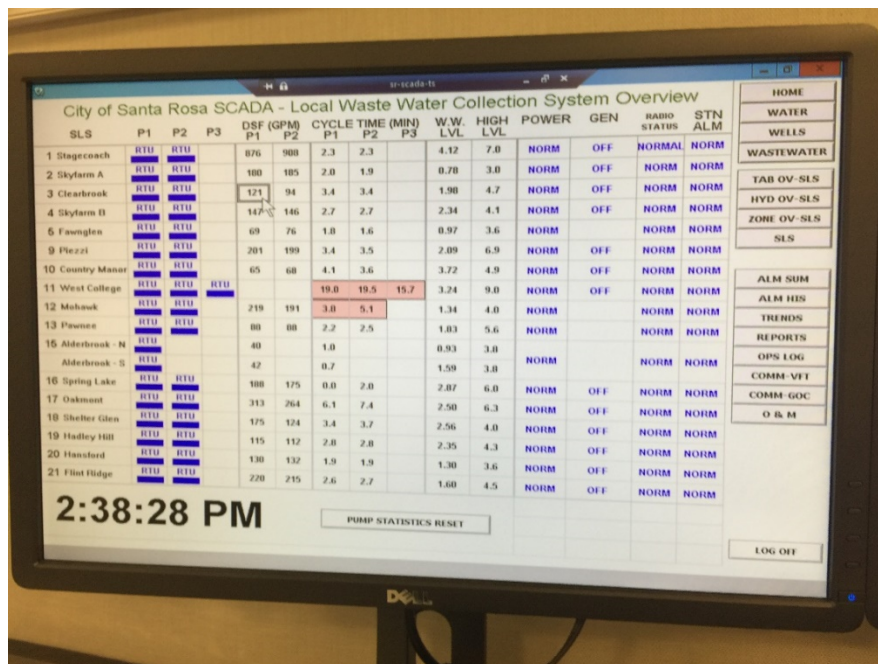 sr-scada-ts
City of Santa Rosa SCADA - Local Waste Water Collection System Overview
SLS P1 P2 P3 DSF (GPM) P1 P2 CYCLE TIME (MIN) P1 P2 P3 W.W. LVL HIGH LVL POWER GEN RADIO STATUS STN ALM
1 Stagecoach RTU RTU 876 908 2.3 2.3 4.12 7.0 NORM OFF NORMAL NORM
2 Skyfarm A RTU RTU 180 185 2.0 1.9 0.78 3.0 NORM OFF NORM NORM
3 Clearbrook RTU RTU 121 94 3.4 3.4 1.90 4.7 NORM OFF NORM NORM
4 Skyfarm B RTU RTU 147 146 2.7 2.7 2.34 4.1 NORM OFF NORM NORM
6 Fawnglen RTU RTU 69 76 1.8 1.6 0.97 3.6 NORM NORM NORM
9 Piezzi RTU RTU 201 199 3.4 3.5 2.09 6.9 NORM OFF NORM NORM
10 Country Manor RTU RTU 65 68 4.1 3.6 3.72 4.9 NORM OFF NORM NORM
11 West College RTU RTU RTU 19.0 19.5 15.7 3.24 9.0 NORM OFF NORM NORM
12 Mohawk RTU RTU 219 191 3.8 5.1 1.34 4.0 NORM NORM NORM
13 Pawnee RTU RTU 80 88 2.2 2.5 1.83 5.6 NORM NORM NORM
15 Alderbrook - N RTU 40 1.0 0.93 3.8
Alderbrook - S RTU 42 0.7 1.59 3.8 NORM NORM NORM
16 Spring Lake RTU RTU 180 175 0.0 2.0 2.87 6.0 NORM OFF NORM NORM
17 Oakmont RTU RTU 313 264 6.1 7.4 2.50 6.3 NORM OFF NORM NORM
18 Shelter Glen RTU RTU 175 124 3.4 3.7 2.56 4.0 NORM OFF NORM NORM
19 Hadley Hill RTU RTU 115 112 2.8 2.8 2.35 4.3 NORM OFF NORM NORM
20 Hansford RTU RTU 130 132 1.9 1.9 1.30 3.6 NORM OFF NORM NORM
21 Flint Ridge RTU RTU 220 215 2.6 2.7 1.60 4.5 NORM OFF NORM NORM
2:38:28 PM
PUMP STATISTICS RESET
HOME
WATER
WELLS
WASTEWATER
TAB OV-SLS
HYD OV-SLS
ZONE OV-SLS
SLS
ALM SUM
ALM HIS
TRENDS
REPORTS
OPS LOG
COMM-VFT
COMM-GOC
O & M
LOG OFF
DELL